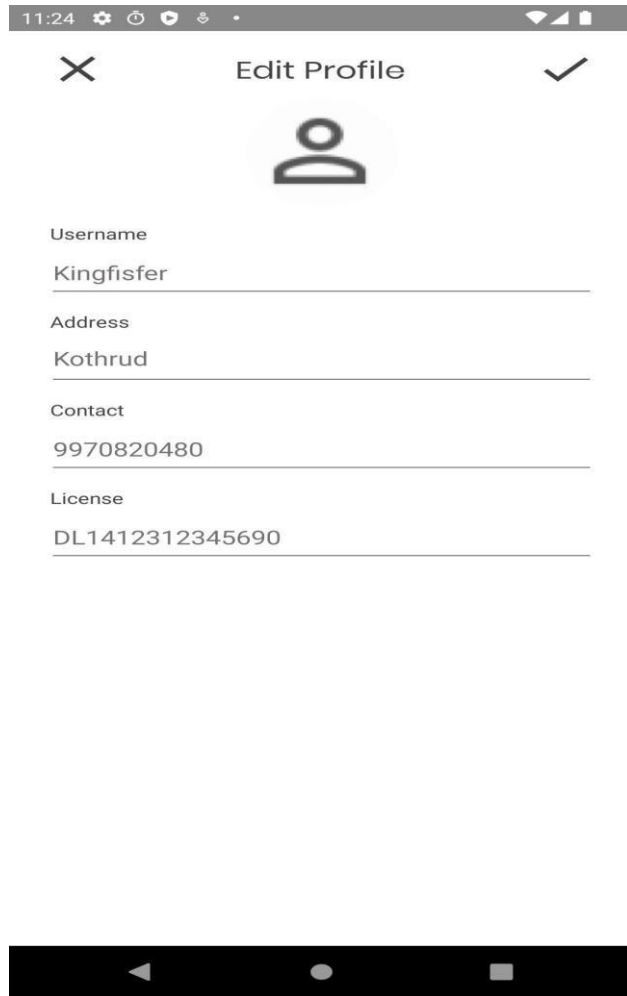 11:24
Edit Profile
Username
Kingfisfer
Address
Kothrud
Contact
9970820480
License
DL1412312345690